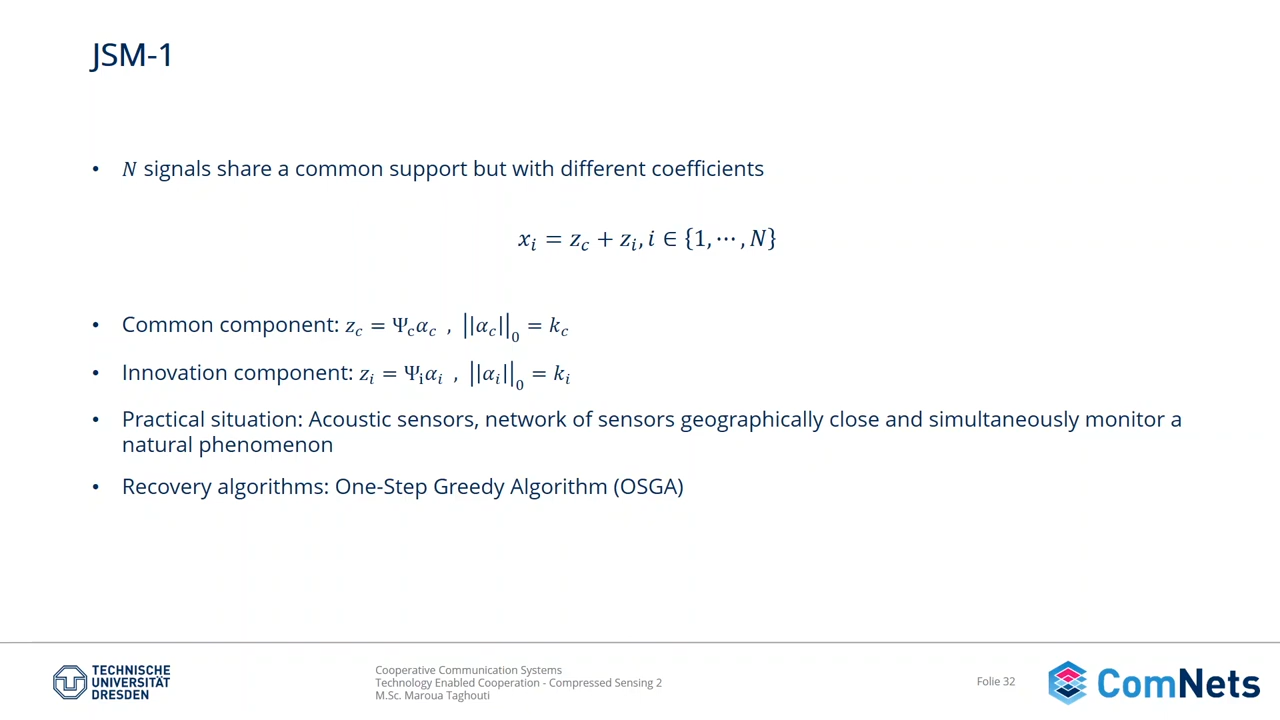 JSM-1
• N signals share a common support but with different coefficients
x_i = z_c + z_i, i ∈ {1, ⋯, N}
• Common component: z_c = Ψ_c α_c , ||α_c||_0 = k_c
• Innovation component: z_i = Ψ_i α_i , ||α_i||_0 = k_i
• Practical situation: Acoustic sensors, network of sensors geographically close and simultaneously monitor a
natural phenomenon
• Recovery algorithms: One-Step Greedy Algorithm (OSGA)
TECHNISCHE
UNIVERSITÄT
DRESDEN
Cooperative Communication Systems
Technology Enabled Cooperation - Compressed Sensing 2
M.Sc. Maroua Taghouti
Folie 32
ComNets